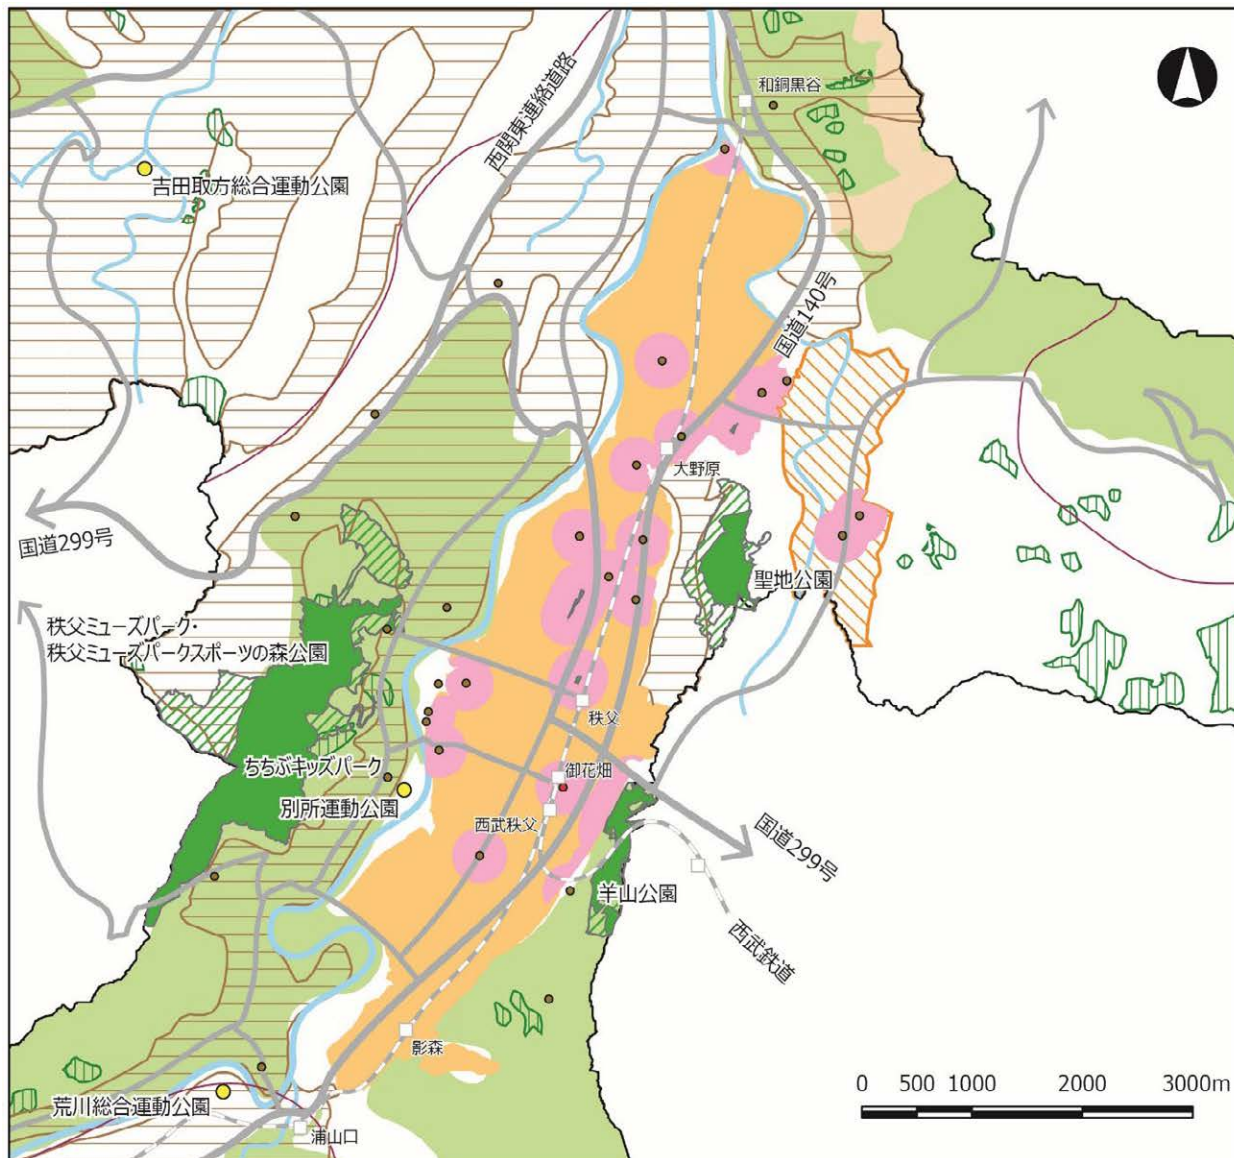 和銅黒谷
西関東連絡道路
吉田取方総合運動公園
国道140号
大野原
国道299号
聖地公園
秩父ミューズパーク・
秩父ミューズパークスポーツの森公園
秩父
ちちぶキッズパーク
御花畑
別所運動公園
西武秩父
国道299号
羊山公園
西武鉄道
影森
0 500 1000 2000 3000m
荒川総合運動公園
浦山口